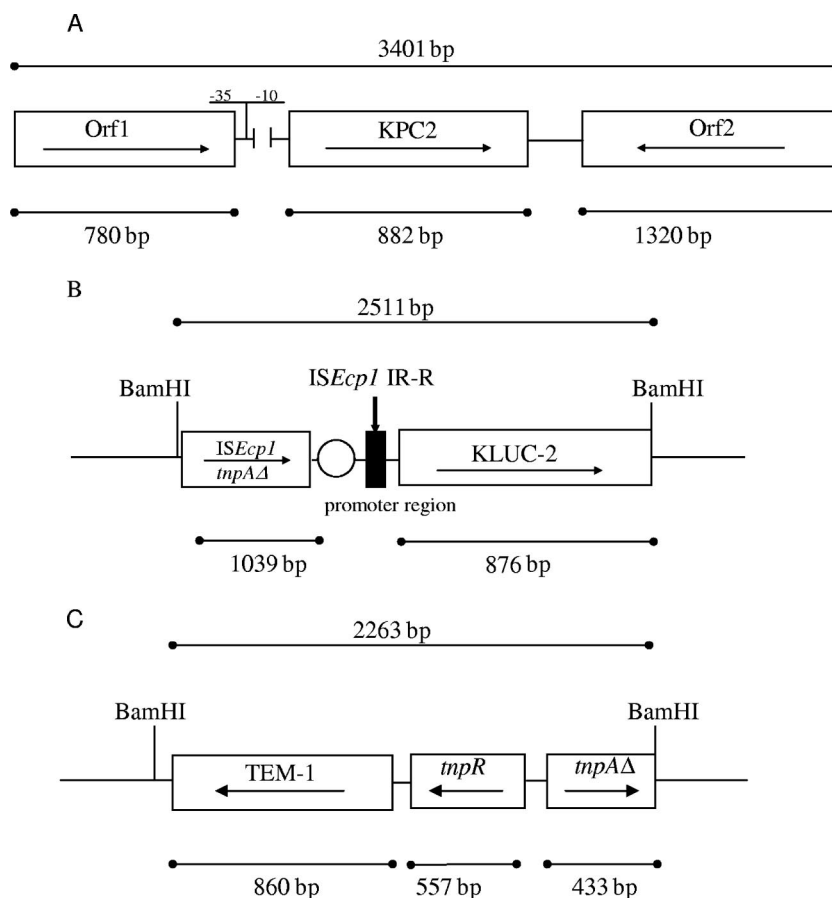 A
3401 bp
-35 -10
Orf1 KPC2 Orf2
780 bp 882 bp 1320 bp
B
2511 bp
ISEcp1 IR-R
BamHI BamHI
ISEcp1 KLUC-2
tnpAΔ
promoter region
1039 bp 876 bp
C
2263 bp
BamHI BamHI
TEM-1 tnpR tnpAΔ
860 bp 557 bp 433 bp